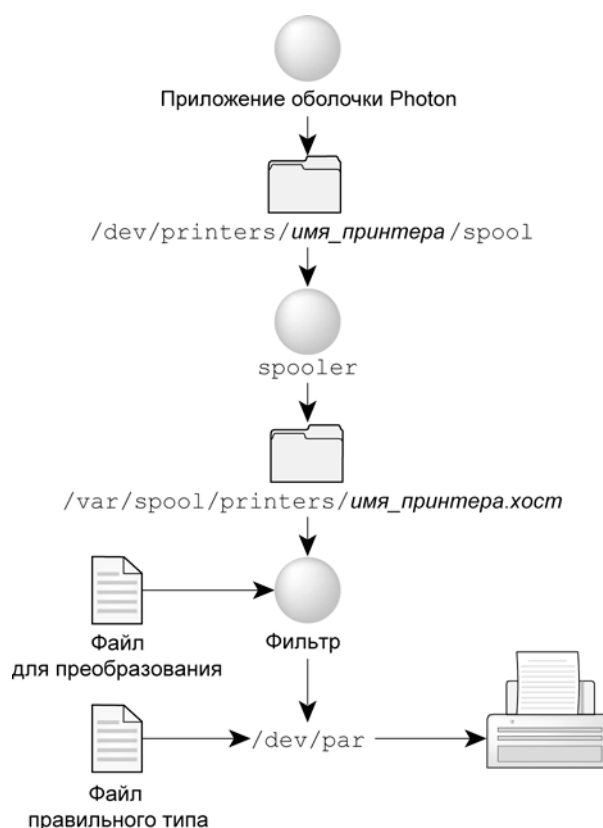 Приложение оболочки Photon
/dev/printers/имя_принтера/spool
spooler
/var/spool/printers/имя_принтера.хост
Файл
для преобразования
Фильтр
/dev/par
Файл
правильного типа